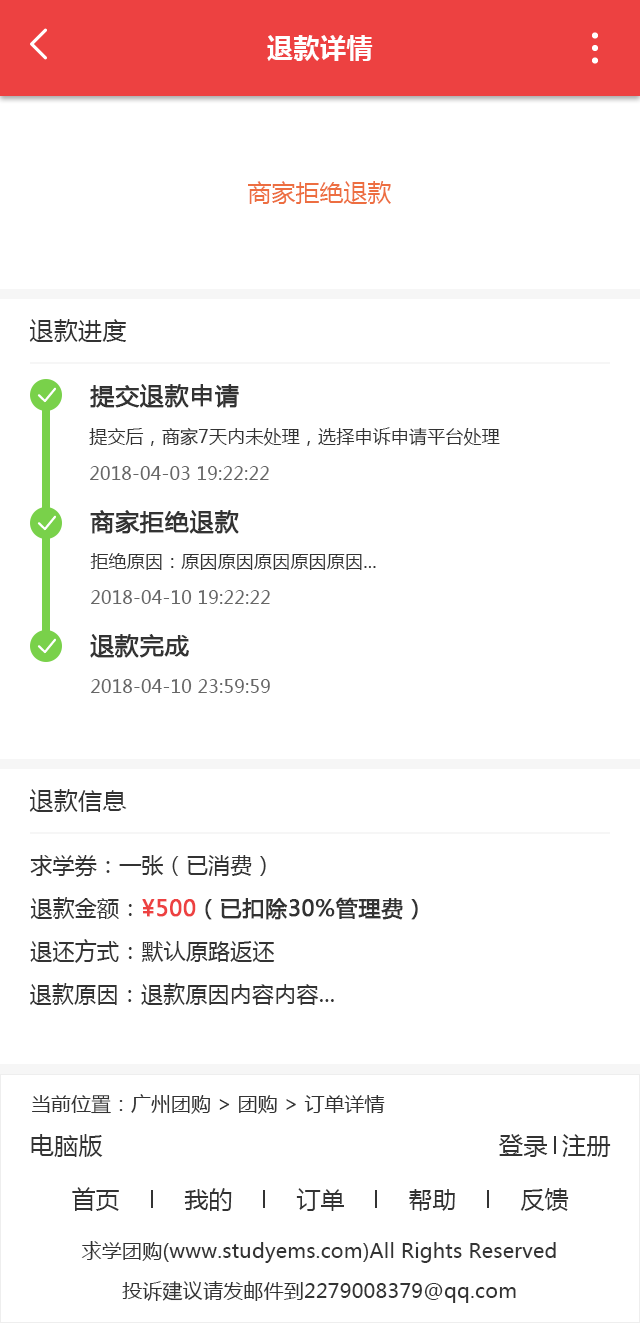 退款详情
商家拒绝退款
退款进度
提交退款申请
提交后，商家7天内未处理，选择申诉申请平台处理
2018-04-03 19:22:22
商家拒绝退款
拒绝原因：原因原因原因原因原因...
2018-04-10 19:22:22
退款完成
2018-04-10 23:59:59
退款信息
求学券：一张（已消费）
退款金额：¥500（已扣除30%管理费）
退还方式：默认原路返还
退款原因：退款原因内容内容...
当前位置：广州团购 > 团购 > 订单详情
电脑版 登录|注册
首页 | 我的 | 订单 | 帮助 | 反馈
求学团购(www.studyems.com)All Rights Reserved
投诉建议请发邮件到2279008379@qq.com